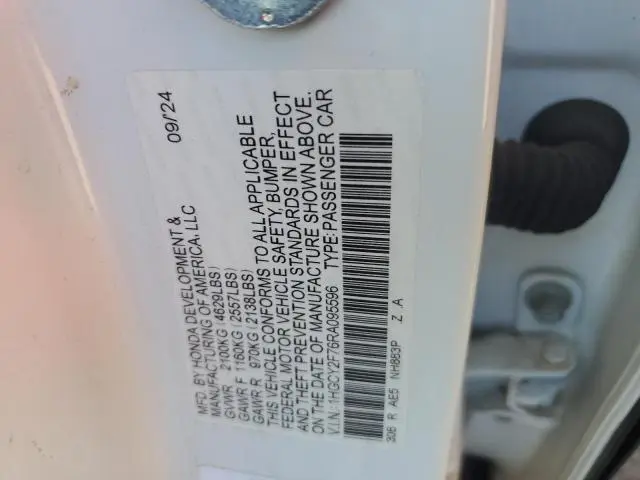 MFD. BY HONDA DEVELOPMENT &
MANUFACTURING OF AMERICA, LLC 09/24
GVWR 2100KG (4629LBS)
GAWR F 1160KG (2557LBS)
GAWR R 970KG (2138LBS)
THIS VEHICLE CONFORMS TO ALL APPLICABLE
FEDERAL MOTOR VEHICLE SAFETY, BUMPER,
AND THEFT PREVENTION STANDARDS IN EFFECT
ON THE DATE OF MANUFACTURE SHOWN ABOVE.
V.I.N.: 1HGCY2F76RA095596 TYPE: PASSENGER CAR
30B R AE5 NH883P Z A